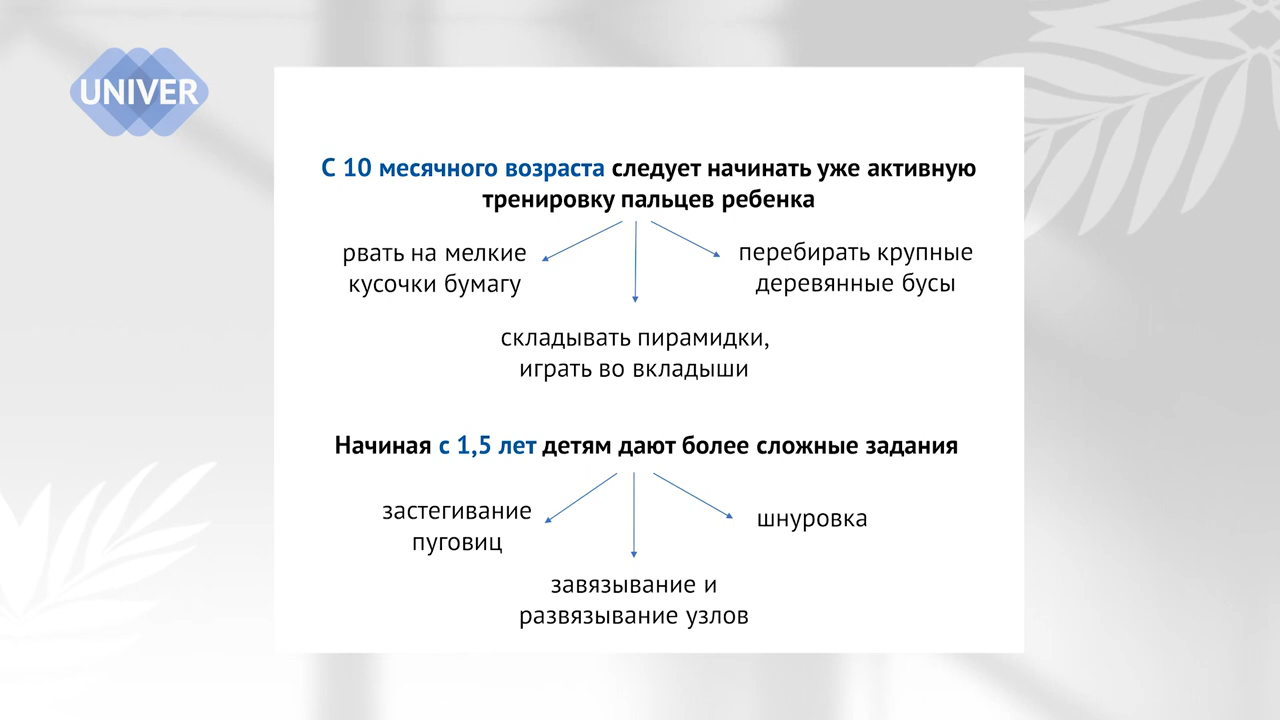 UNIVER
С 10 месячного возраста следует начинать уже активную
тренировку пальцев ребенка
рвать на мелкие
кусочки бумагу
перебирать крупные
деревянные бусы
складывать пирамидки,
играть во вкладыши
Начиная с 1,5 лет детям дают более сложные задания
застегивание
пуговиц
шнуровка
завязывание и
развязывание узлов